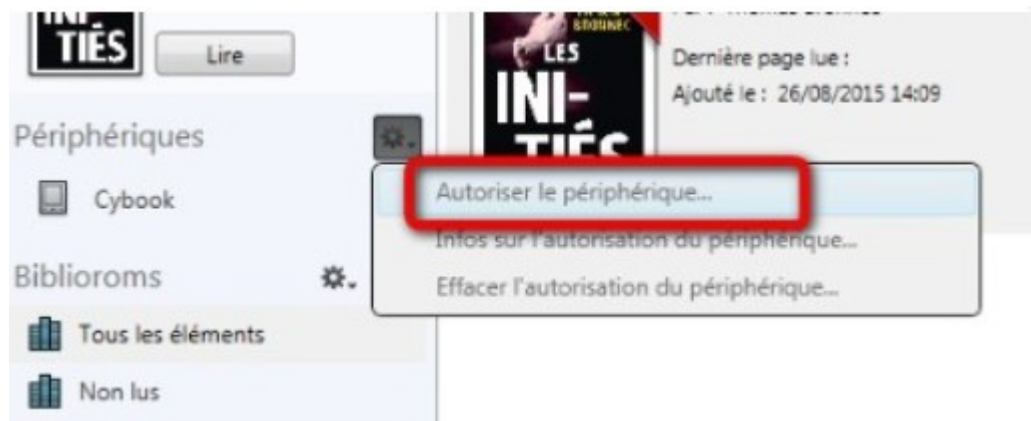 TIÉS
Lire
Périphériques
Cybook
Biblioroms
Tous les éléments
Non lus
LES
INI-
TIÉS
Dernière page lue :
Ajouté le : 26/08/2015 14:09
Autoriser le périphérique...
Infos sur l'autorisation du périphérique...
Effacer l'autorisation du périphérique...